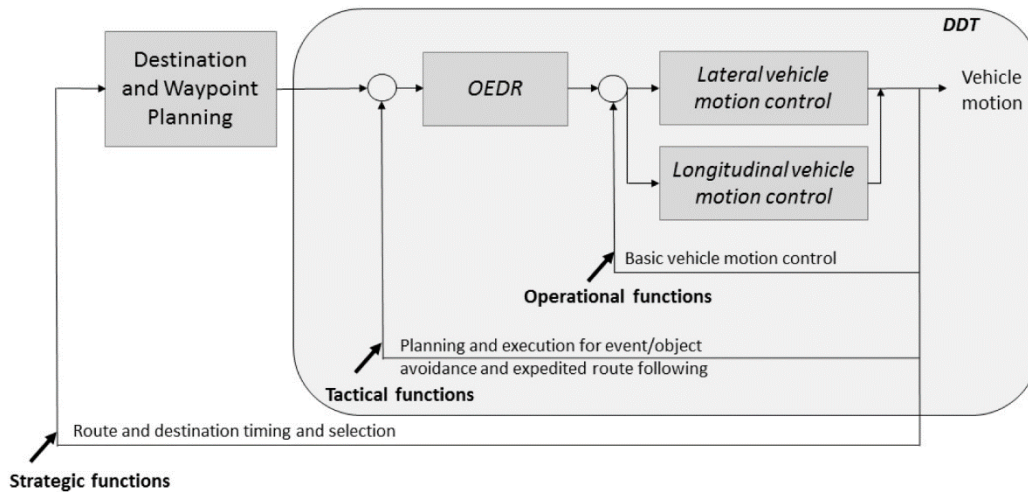 DDT
Destination
and Waypoint
Planning
OEDR
Lateral vehicle
motion control
Vehicle
motion
Longitudinal vehicle
motion control
Basic vehicle motion control
Operational functions
Planning and execution for event/object
avoidance and expedited route following
Tactical functions
Route and destination timing and selection
Strategic functions